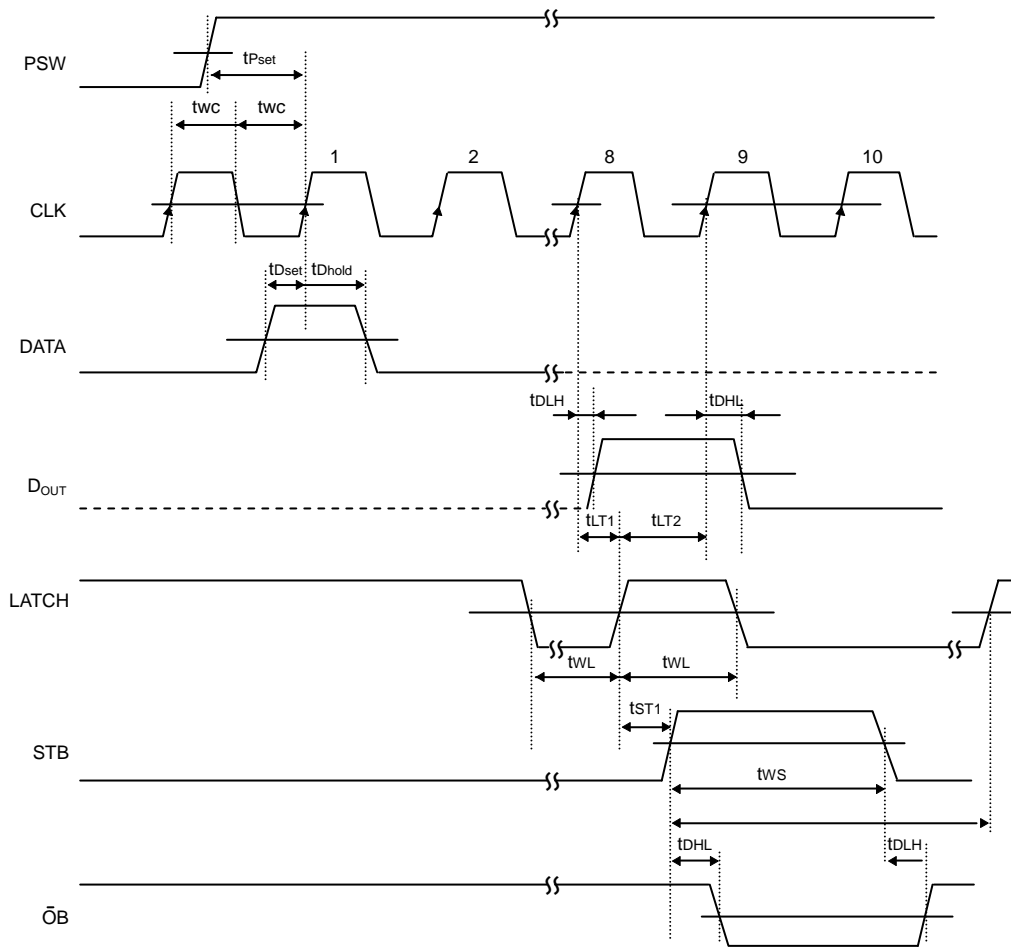 PSW
tPset
twc twc
1 2 8 9 10
CLK
tDset tDhold
DATA
tDLH tDHL
DOUT
tLT1 tLT2
LATCH
tWL tWL
tST1
STB
tWS
tDHL tDLH
ŌB